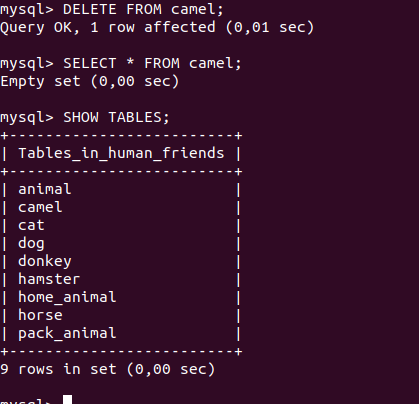 mysql> DELETE FROM camel;
Query OK, 1 row affected (0,01 sec)
mysql> SELECT * FROM camel;
Empty set (0,00 sec)
mysql> SHOW TABLES;
+-------------------------+
| Tables_in_human_friends |
+-------------------------+
| animal                  |
| camel                   |
| cat                     |
| dog                     |
| donkey                  |
| hamster                 |
| home_animal             |
| horse                   |
| pack_animal             |
+-------------------------+
9 rows in set (0,00 sec)
mysql>